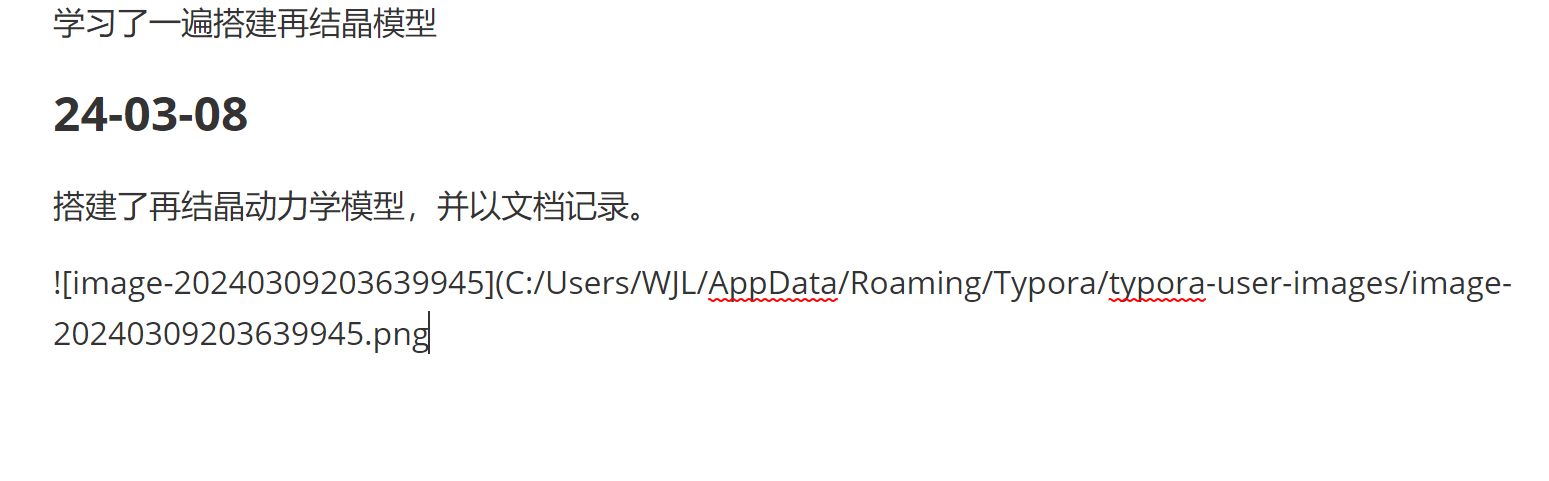 学习了一遍搭建再结晶模型
24-03-08
搭建了再结晶动力学模型，并以文档记录。
![image-20240309203639945](C:/Users/WJL/AppData/Roaming/Typora/typora-user-images/image-
20240309203639945.png